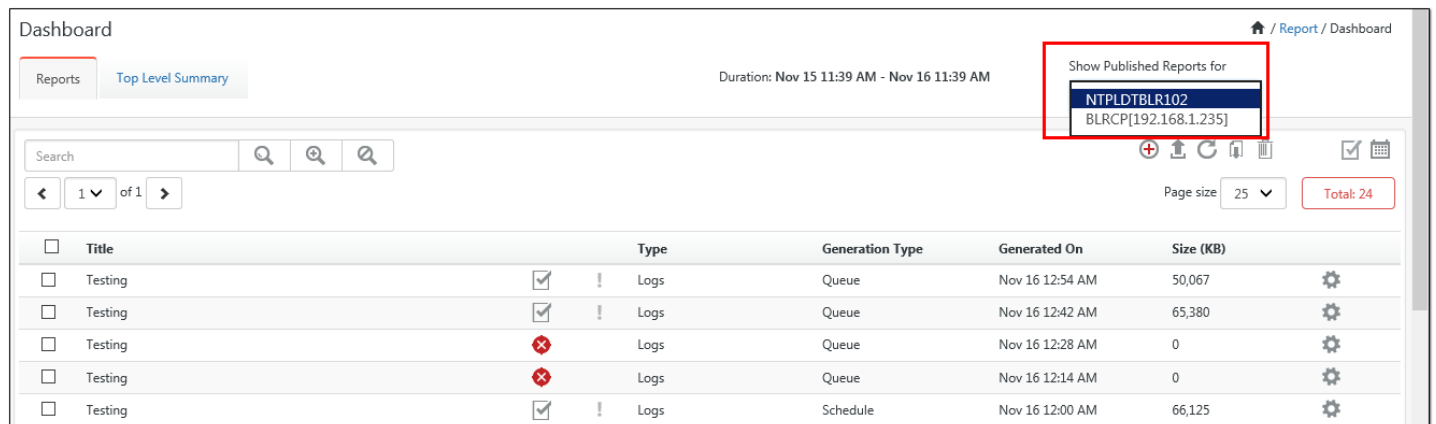 Dashboard
/ Report / Dashboard
Reports Top Level Summary
Duration: Nov 15 11:39 AM - Nov 16 11:39 AM
Show Published Reports for
NTPLDTBLR102
BLRCP[192.168.1.235]
Search
1 of 1
Page size 25 Total: 24
Title Type Generation Type Generated On Size (KB)
Testing Logs Queue Nov 16 12:54 AM 50,067
Testing Logs Queue Nov 16 12:42 AM 65,380
Testing Logs Queue Nov 16 12:28 AM 0
Testing Logs Queue Nov 16 12:14 AM 0
Testing Logs Schedule Nov 16 12:00 AM 66,125